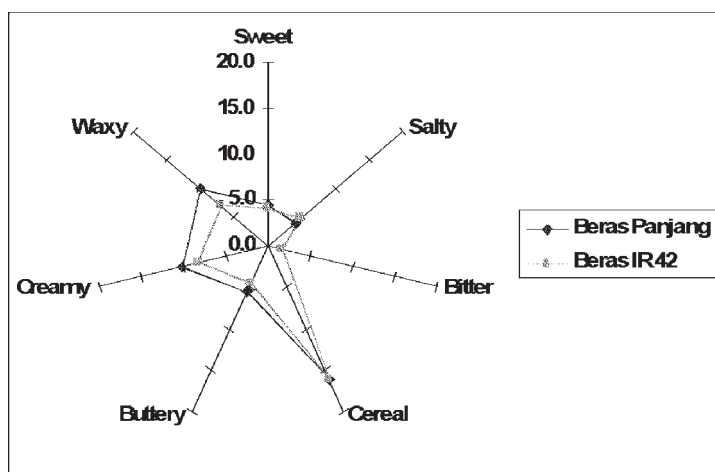 Sweet
20.0
15.0
10.0
5.0
0.0
Waxy
Salty
Creamy
Bitter
Buttery
Cereal
Beras Panjang
Beras IR42